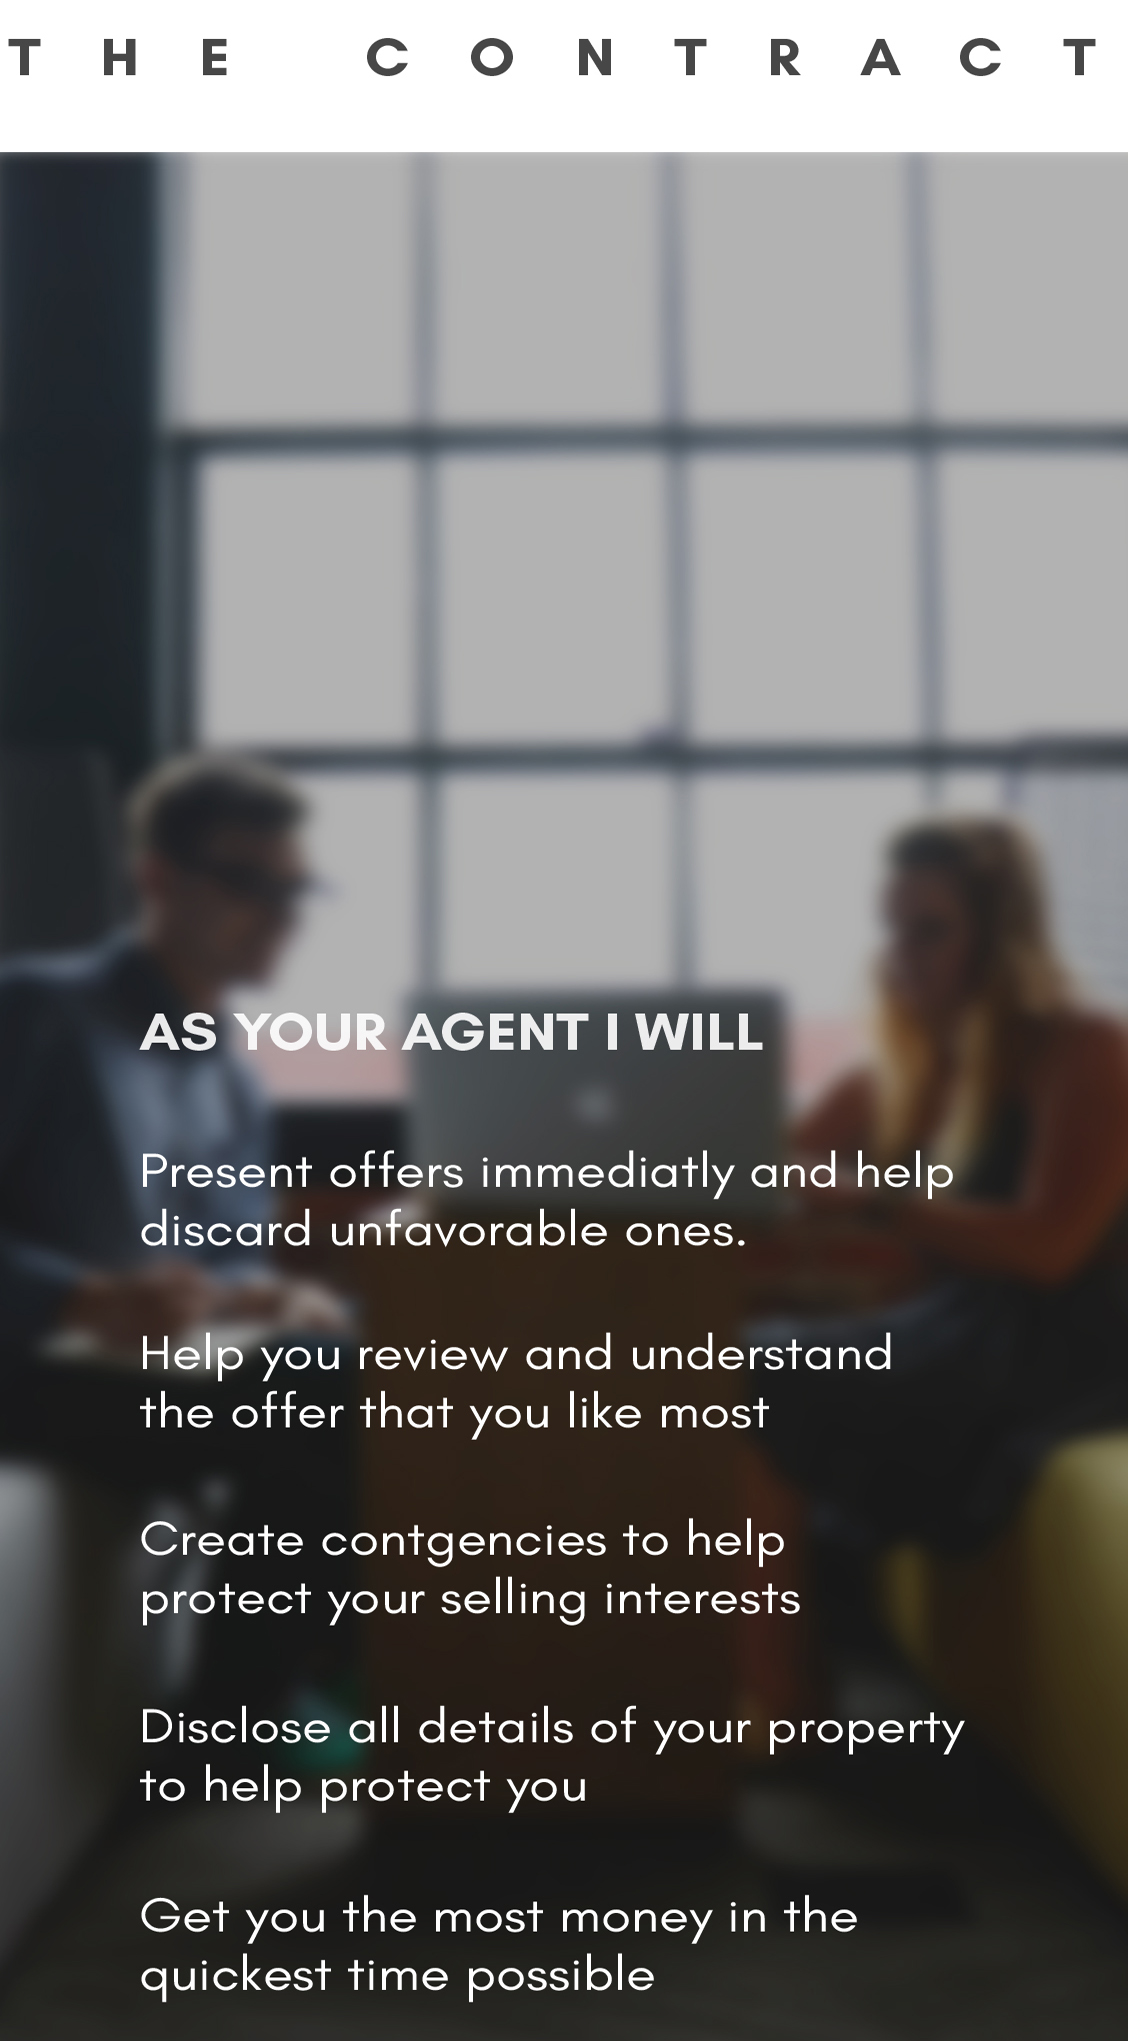 THE CONTRACT
AS YOUR AGENT I WILL
Present offers immediatly and help
discard unfavorable ones.
Help you review and understand
the offer that you like most
Create contgencies to help
protect your selling interests
Disclose all details of your property
to help protect you
Get you the most money in the
quickest time possible